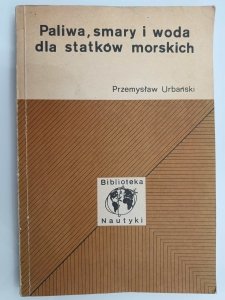 Paliwa, smary i woda
dla statków morskich
Przemysław Urbański
Biblioteka
Nautyki